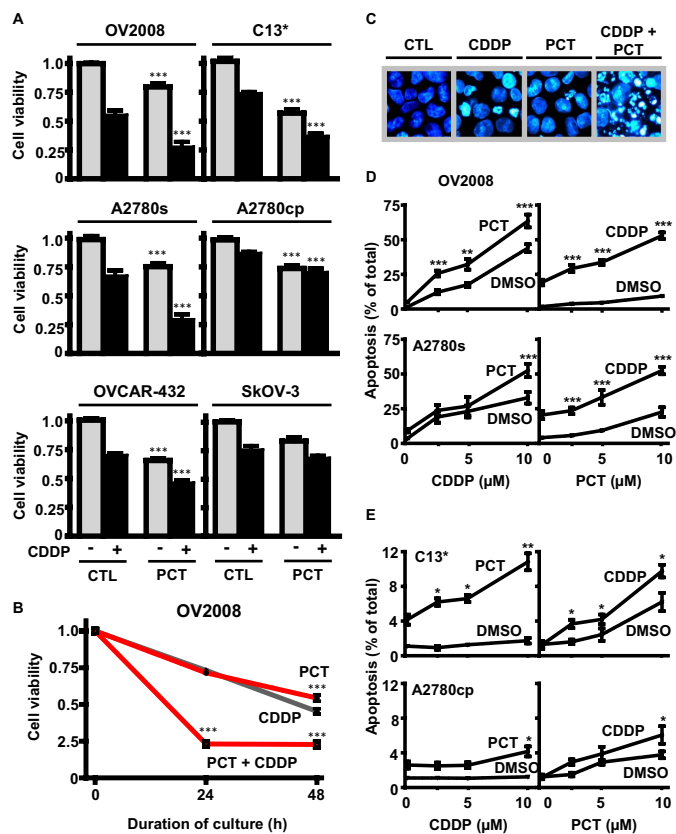 A
OV2008 C13*
Cell viability
1.0
0.75
0.5
0.25
0
***
***
***
***
A2780s A2780cp
Cell viability
1.0
0.75
0.5
0.25
0
***
***
***
***
OVCAR-432 SkOV-3
Cell viability
1.0
0.75
0.5
0.25
0
***
***
CDDP - + - + - + - +
CTL PCT CTL PCT
B
OV2008
Cell viability
1.0
0.75
0.5
2.5
0
PCT
***
CDDP
***
***
PCT + CDDP
0 24 48
Duration of culture (h)
C
CTL CDDP PCT CDDP +
PCT
D
OV2008
Apoptosis (% of total)
75
50
25
0
PCT
***
**
***
DMSO
CDDP
***
***
***
DMSO
A2780s
75
50
25
0
PCT
***
DMSO
CDDP
***
***
***
DMSO
0 5 10 0 5 10
CDDP (µM) PCT (µM)
E
Apoptosis (% of total)
C13*
12
8
4
0
PCT
*
*
**
DMSO
CDDP
*
*
*
DMSO
A2780cp
12
8
4
0
PCT
*
DMSO
CDDP
*
DMSO
0 5 10 0 5 10
CDDP (µM) PCT (µM)